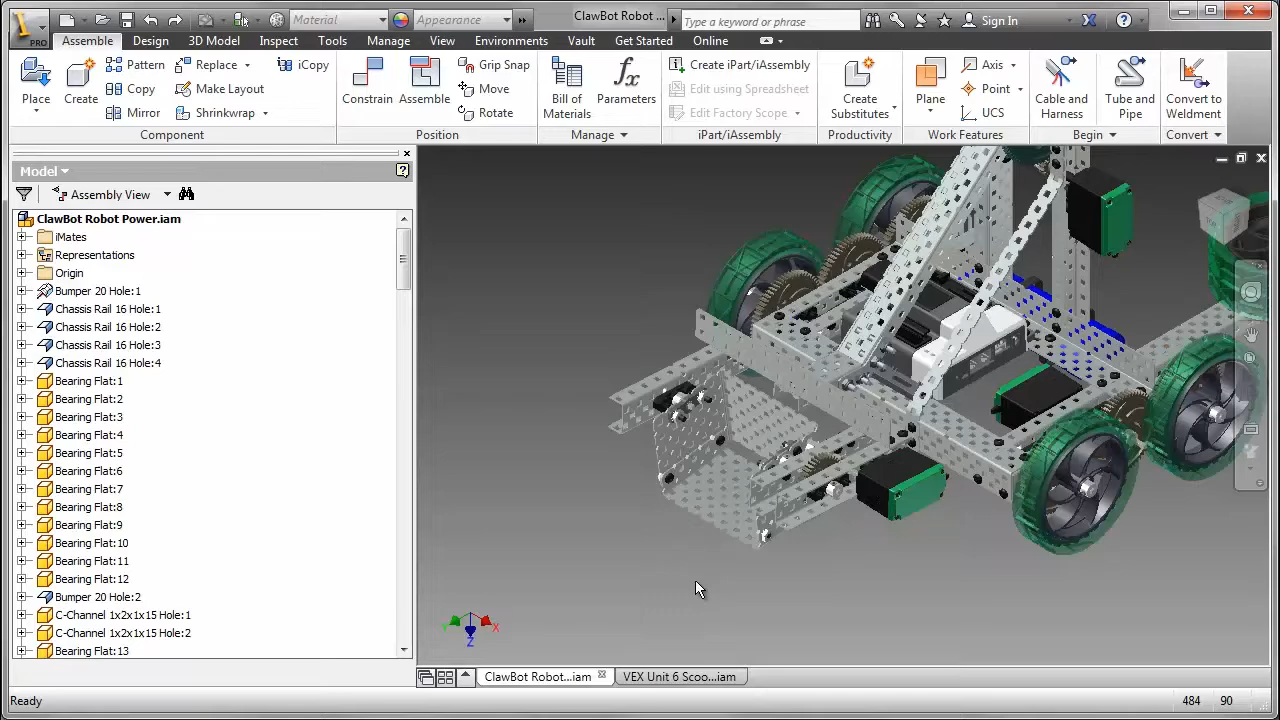 Material
Appearance
ClawBot Robot ...
Type a keyword or phrase
Sign In
PRO
Assemble Design 3D Model Inspect Tools Manage View Environments Vault Get Started Online
Place
Create
Pattern
Copy
Mirror
Replace
Make Layout
Shrinkwrap
iCopy
Component
Constrain
Assemble
Grip Snap
Move
Rotate
Position
Bill of
Materials
fx
Parameters
Manage
Create iPart/iAssembly
Edit using Spreadsheet
Edit Factory Scope
iPart/iAssembly
Create
Substitutes
Productivity
Plane
Axis
Point
UCS
Work Features
Cable and
Harness
Tube and
Pipe
Begin
Convert to
Weldment
Convert
Model
Assembly View
ClawBot Robot Power.iam
iMates
Representations
Origin
Bumper 20 Hole:1
Chassis Rail 16 Hole:1
Chassis Rail 16 Hole:2
Chassis Rail 16 Hole:3
Chassis Rail 16 Hole:4
Bearing Flat:1
Bearing Flat:2
Bearing Flat:3
Bearing Flat:4
Bearing Flat:5
Bearing Flat:6
Bearing Flat:7
Bearing Flat:8
Bearing Flat:9
Bearing Flat:10
Bearing Flat:11
Bearing Flat:12
Bumper 20 Hole:2
C-Channel 1x2x1x15 Hole:1
C-Channel 1x2x1x15 Hole:2
Bearing Flat:13
Y X
Z
ClawBot Robot...iam VEX Unit 6 Scoo...iam
Ready 484 90